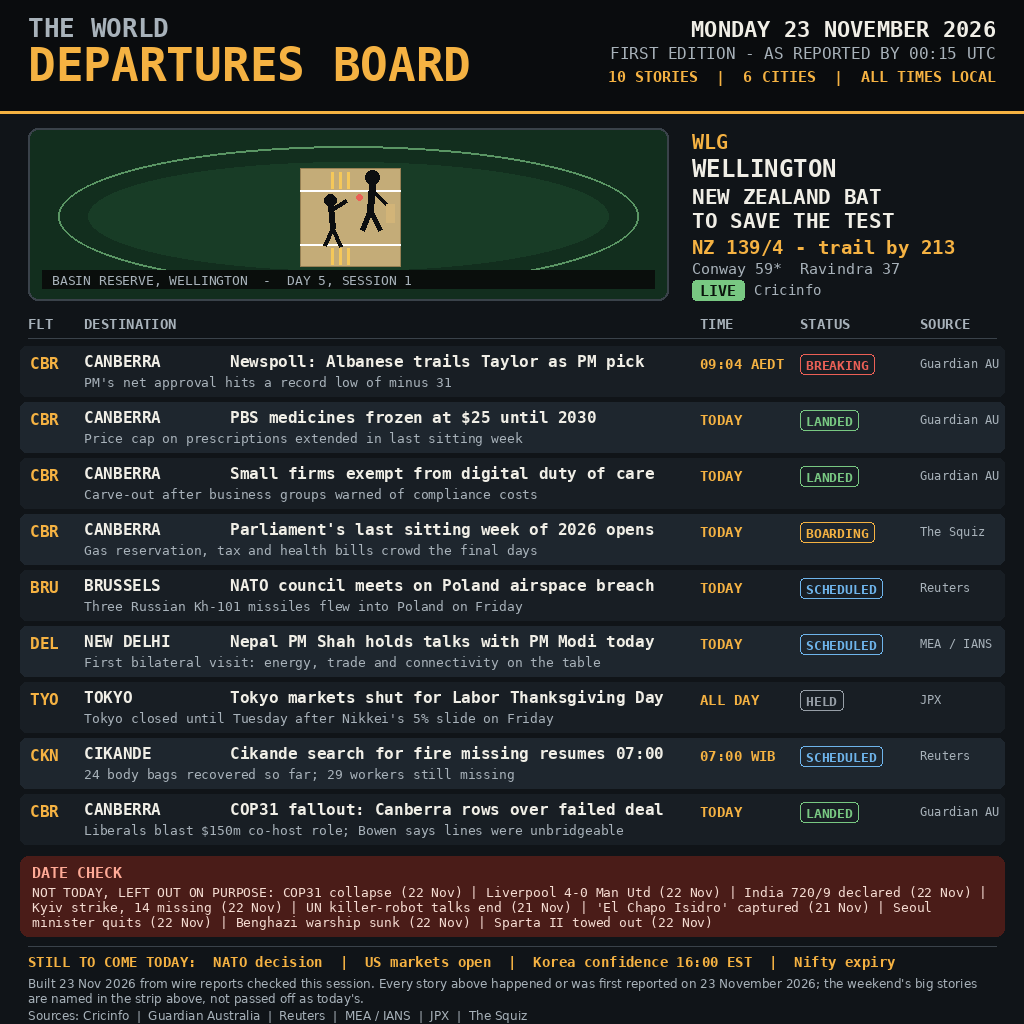 THE WORLD
DEPARTURES BOARD
MONDAY 23 NOVEMBER 2026
FIRST EDITION - AS REPORTED BY 00:15 UTC
10 STORIES | 6 CITIES | ALL TIMES LOCAL
BASIN RESERVE, WELLINGTON - DAY 5, SESSION 1
WLG
WELLINGTON
NEW ZEALAND BAT
TO SAVE THE TEST
NZ 139/4 - trail by 213
Conway 59* Ravindra 37
LIVE Cricinfo
FLT DESTINATION TIME STATUS SOURCE
CBR CANBERRA Newspoll: Albanese trails Taylor as PM pick 09:04 AEDT BREAKING Guardian AU
PM's net approval hits a record low of minus 31
CBR CANBERRA PBS medicines frozen at $25 until 2030 TODAY LANDED Guardian AU
Price cap on prescriptions extended in last sitting week
CBR CANBERRA Small firms exempt from digital duty of care TODAY LANDED Guardian AU
Carve-out after business groups warned of compliance costs
CBR CANBERRA Parliament's last sitting week of 2026 opens TODAY BOARDING The Squiz
Gas reservation, tax and health bills crowd the final days
BRU BRUSSELS NATO council meets on Poland airspace breach TODAY SCHEDULED Reuters
Three Russian Kh-101 missiles flew into Poland on Friday
DEL NEW DELHI Nepal PM Shah holds talks with PM Modi today TODAY SCHEDULED MEA / IANS
First bilateral visit: energy, trade and connectivity on the table
TYO TOKYO Tokyo markets shut for Labor Thanksgiving Day ALL DAY HELD JPX
Tokyo closed until Tuesday after Nikkei's 5% slide on Friday
CKN CIKANDE Cikande search for fire missing resumes 07:00 07:00 WIB SCHEDULED Reuters
24 body bags recovered so far; 29 workers still missing
CBR CANBERRA COP31 fallout: Canberra rows over failed deal TODAY LANDED Guardian AU
Liberals blast $150m co-host role; Bowen says lines were unbridgeable
DATE CHECK
NOT TODAY, LEFT OUT ON PURPOSE: COP31 collapse (22 Nov) | Liverpool 4-0 Man Utd (22 Nov) | India 720/9 declared (22 Nov) |
Kyiv strike, 14 missing (22 Nov) | UN killer-robot talks end (21 Nov) | 'El Chapo Isidro' captured (21 Nov) | Seoul
minister quits (22 Nov) | Benghazi warship sunk (22 Nov) | Sparta II towed out (22 Nov)
STILL TO COME TODAY: NATO decision | US markets open | Korea confidence 16:00 EST | Nifty expiry
Built 23 Nov 2026 from wire reports checked this session. Every story above happened or was first reported on 23 November 2026; the weekend's big stories
are named in the strip above, not passed off as today's.
Sources: Cricinfo | Guardian Australia | Reuters | MEA / IANS | JPX | The Squiz